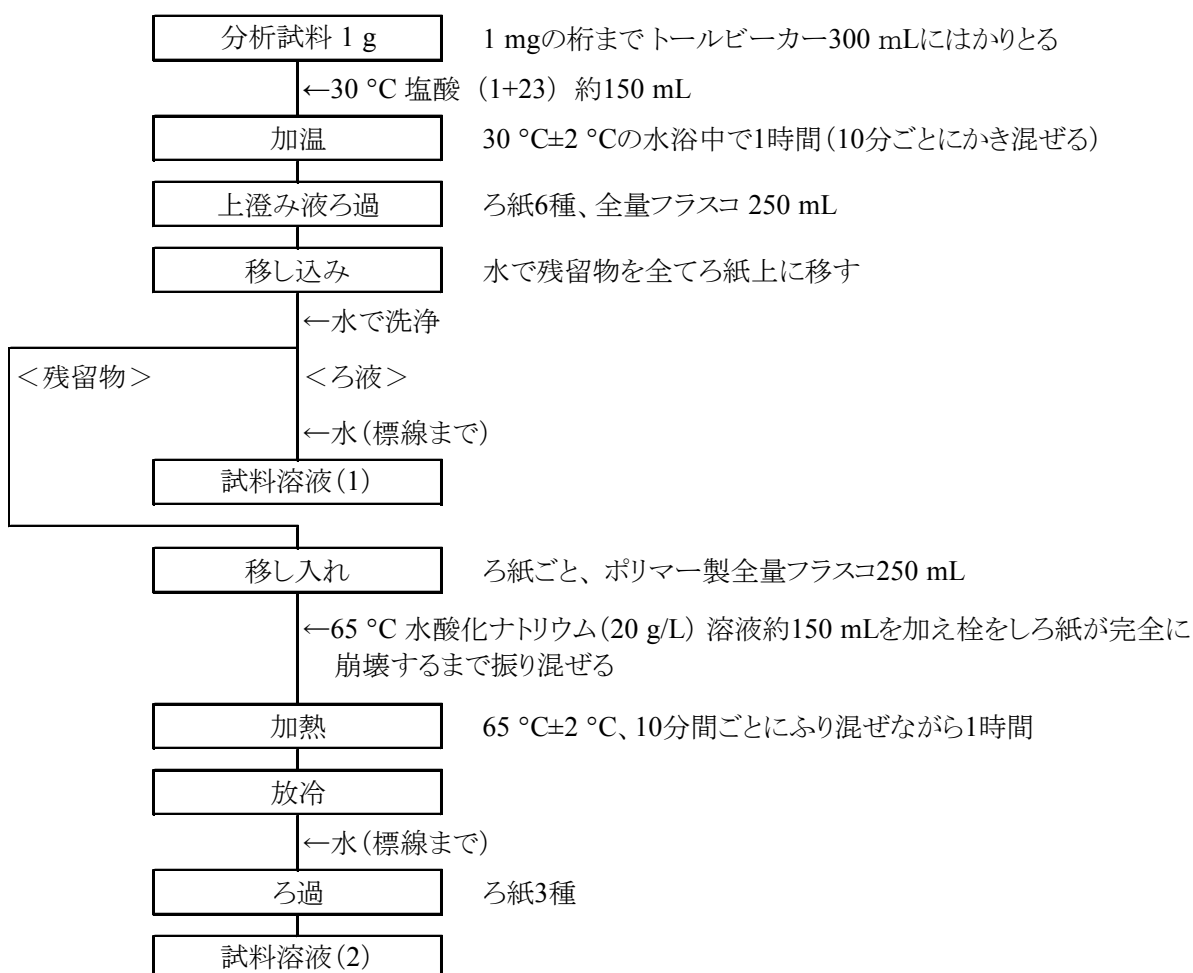 分析試料 1 g
1 mgの桁まで トールビーカー300 mLにはかりとる
←30 °C 塩酸（1+23）約150 mL
加温
30 °C±2 °Cの水浴中で1時間（10分ごとにかき混ぜる）
上澄み液ろ過
ろ紙6種、全量フラスコ 250 mL
移し込み
水で残留物を全てろ紙上に移す
←水で洗浄
＜残留物＞
＜ろ液＞
←水（標線まで）
試料溶液（1）
移し入れ
ろ紙ごと、ポリマー製全量フラスコ250 mL
←65 °C 水酸化ナトリウム（20 g/L）溶液約150 mLを加え栓をしろ紙が完全に
崩壊するまで振り混ぜる
加熱
65 °C±2 °C、10分間ごとにふり混ぜながら1時間
放冷
←水（標線まで）
ろ過
ろ紙3種
試料溶液（2）